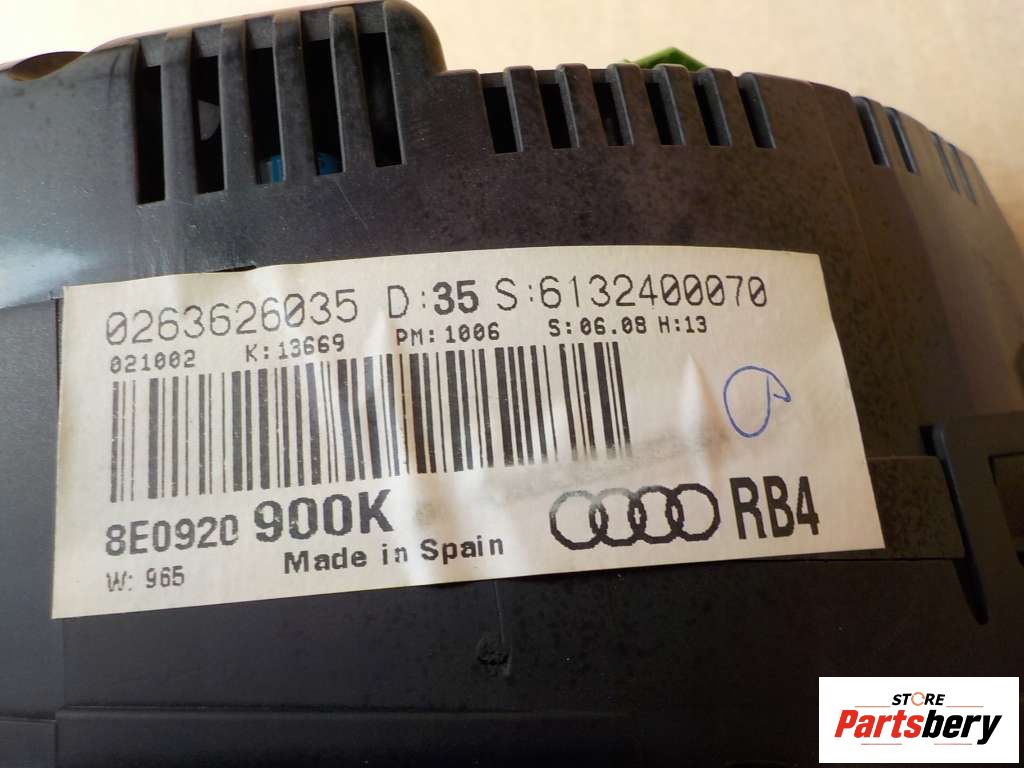 0263626035 D:35 S:6132400070
021002 K:13669 PM:1006 S:06.08 H:13
8E0920 900K RB4
Made in Spain
W: 965
STORE
Partsbery